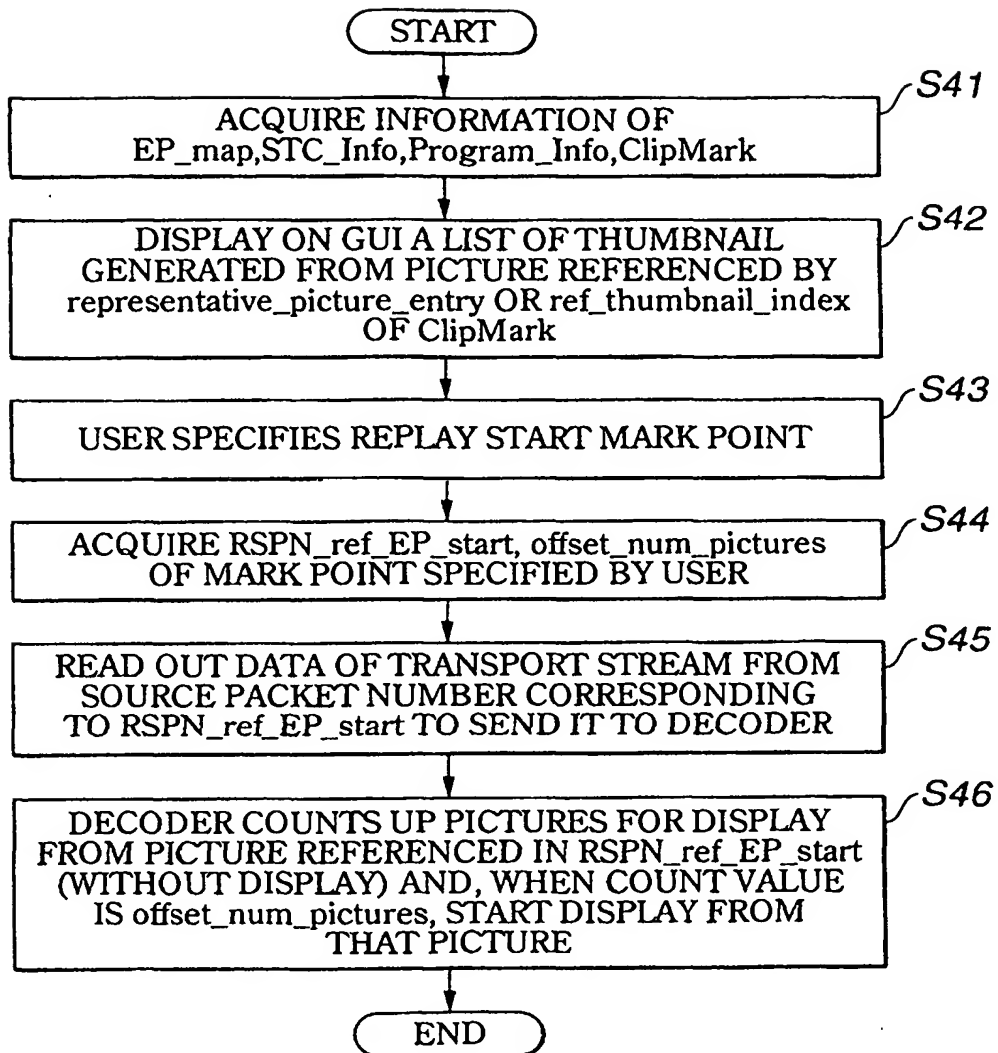 START
S41
ACQUIRE INFORMATION OF
EP_map,STC_Info,Program_Info,ClipMark
S42
DISPLAY ON GUI A LIST OF THUMBNAIL
GENERATED FROM PICTURE REFERENCED BY
representative_picture_entry OR ref_thumbnail_index
OF ClipMark
S43
USER SPECIFIES REPLAY START MARK POINT
S44
ACQUIRE RSPN_ref_EP_start, offset_num_pictures
OF MARK POINT SPECIFIED BY USER
S45
READ OUT DATA OF TRANSPORT STREAM FROM
SOURCE PACKET NUMBER CORRESPONDING
TO RSPN_ref_EP_start TO SEND IT TO DECODER
S46
DECODER COUNTS UP PICTURES FOR DISPLAY
FROM PICTURE REFERENCED IN RSPN_ref_EP_start
(WITHOUT DISPLAY) AND, WHEN COUNT VALUE
IS offset_num_pictures, START DISPLAY FROM
THAT PICTURE
END